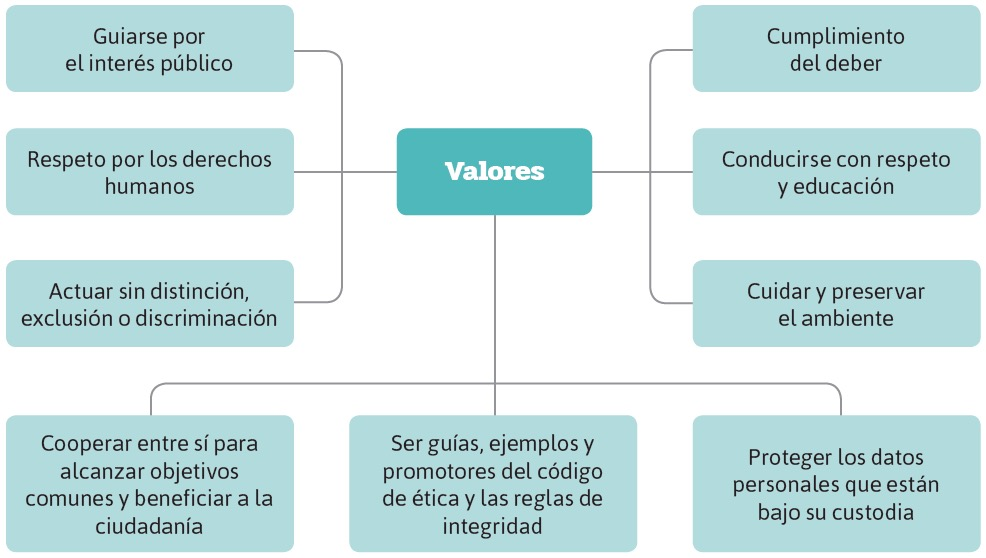 Guiarse por
el interés público
Cumplimiento
del deber
Respeto por los derechos
humanos
Valores
Conducirse con respeto
y educación
Actuar sin distinción,
exclusión o discriminación
Cuidar y preservar
el ambiente
Cooperar entre sí para
alcanzar objetivos
comunes y beneficiar a la
ciudadanía
Ser guías, ejemplos y
promotores del código
de ética y las reglas de
integridad
Proteger los datos
personales que están
bajo su custodia